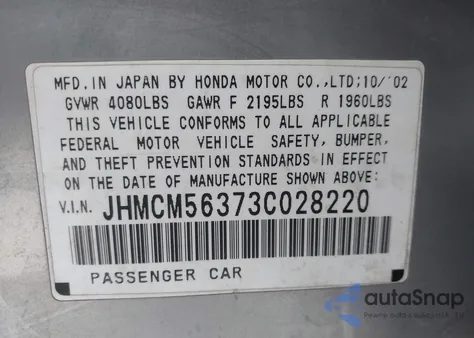 MFD. IN JAPAN BY HONDA MOTOR CO.,LTD;10/'02
GVWR 4080LBS GAWR F 2195LBS R 1960LBS
THIS VEHICLE CONFORMS TO ALL APPLICABLE
FEDERAL MOTOR VEHICLE SAFETY, BUMPER,
AND THEFT PREVENTION STANDARDS IN EFFECT
ON THE DATE OF MANUFACTURE SHOWN ABOVE:
V.I.N. JHMCM56373C028220
PASSENGER CAR
autoSnap